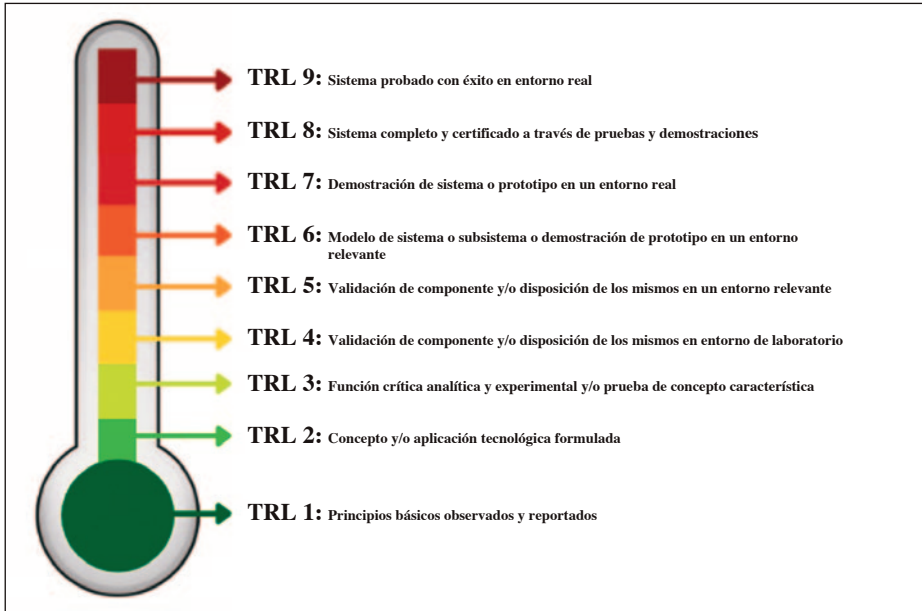 TRL 9: Sistema probado con éxito en entorno real
TRL 8: Sistema completo y certificado a través de pruebas y demostraciones
TRL 7: Demostración de sistema o prototipo en un entorno real
TRL 6: Modelo de sistema o subsistema o demostración de prototipo en un entorno
relevante
TRL 5: Validación de componente y/o disposición de los mismos en un entorno relevante
TRL 4: Validación de componente y/o disposición de los mismos en entorno de laboratorio
TRL 3: Función crítica analítica y experimental y/o prueba de concepto característica
TRL 2: Concepto y/o aplicación tecnológica formulada
TRL 1: Principios básicos observados y reportados